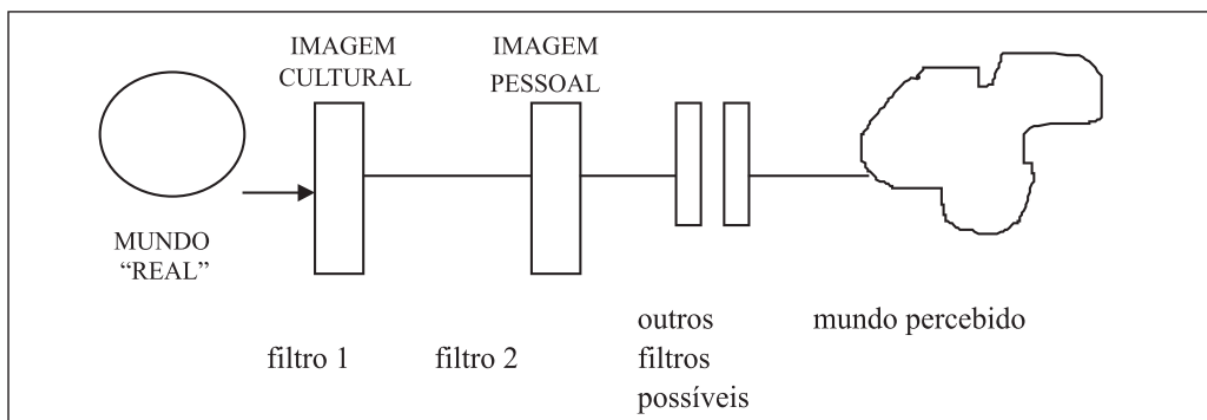 IMAGEM
CULTURAL
IMAGEM
PESSOAL
MUNDO
“REAL”
filtro 1
filtro 2
outros
filtros
possíveis
mundo percebido